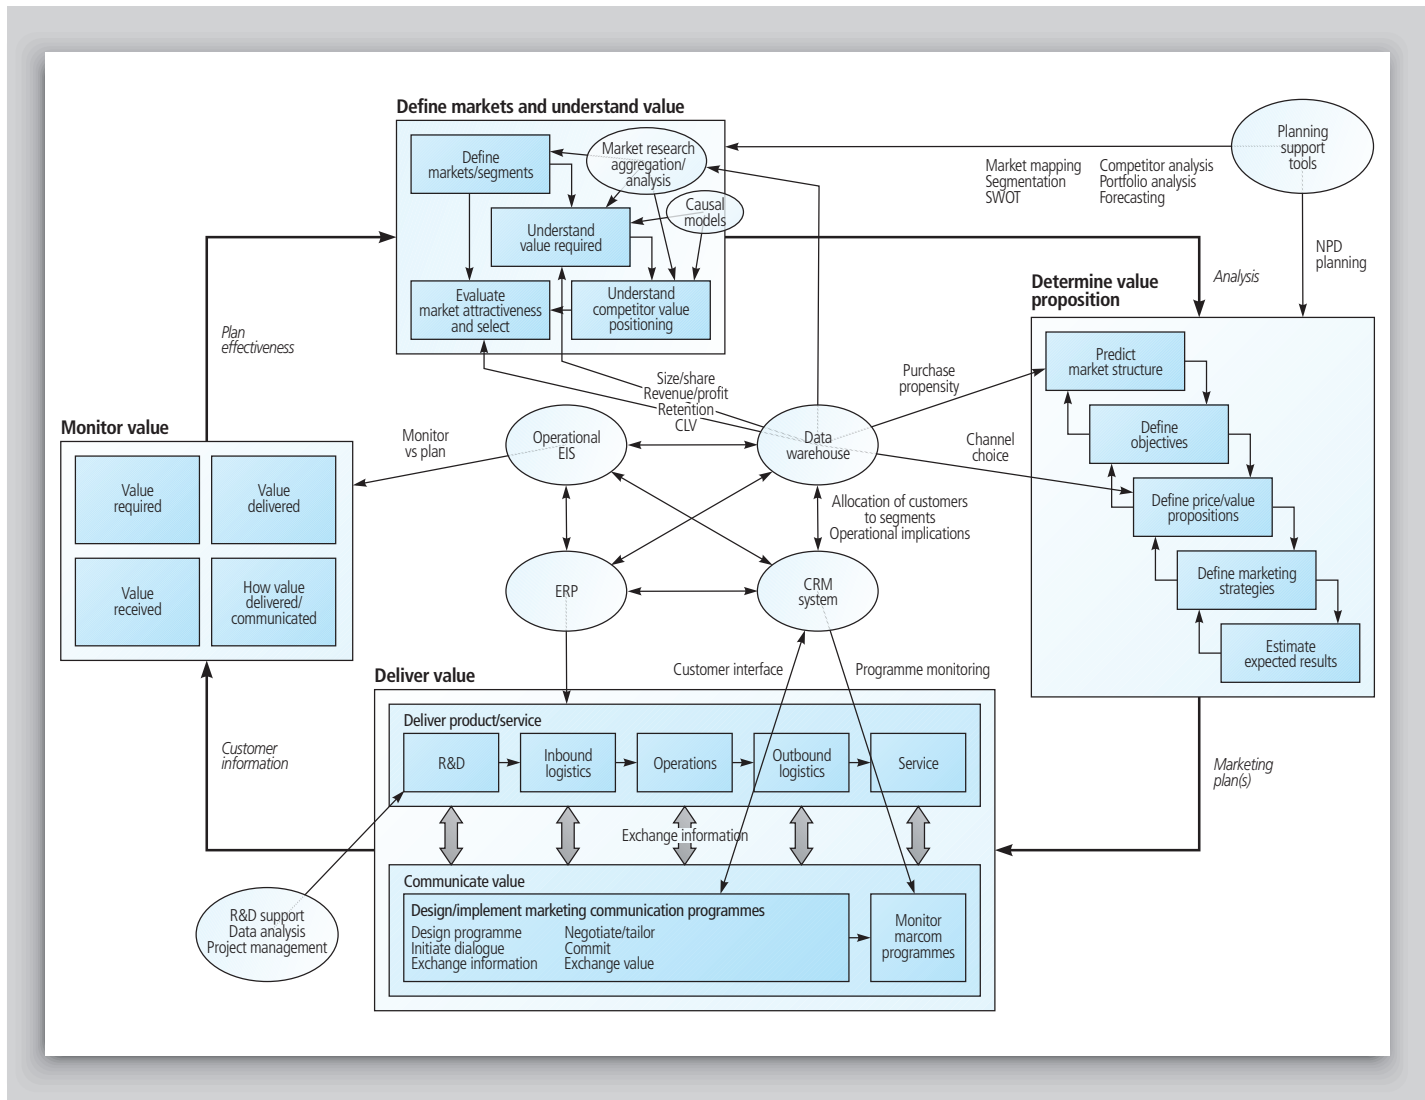 Define markets and understand value
Define
markets/segments
Market research
aggregation/
analysis
Causal
models
Understand
value required
Evaluate
market attractiveness
and select
Understand
competitor value
positioning
Planning
support
tools
Market mapping
Segmentation
SWOT
Competitor analysis
Portfolio analysis
Forecasting
NPD
planning
Analysis
Determine value
proposition
Predict
market structure
Define
objectives
Define price/value
propositions
Define marketing
strategies
Estimate
expected results
Plan
effectiveness
Size/share
Revenue/profit
Retention
CLV
Purchase
propensity
Channel
choice
Monitor value
Value
required
Value
delivered
Value
received
How value
delivered/
communicated
Monitor
vs plan
Operational
EIS
Data
warehouse
Allocation of customers
to segments
Operational implications
ERP
CRM
system
Customer interface
Programme monitoring
Deliver value
Deliver product/service
R&D
Inbound
logistics
Operations
Outbound
logistics
Service
Exchange information
Communicate value
Design/implement marketing communication programmes
Design programme
Initiate dialogue
Exchange information
Negotiate/tailor
Commit
Exchange value
Monitor
marcom
programmes
Customer
information
Marketing
plan(s)
R&D support
Data analysis
Project management